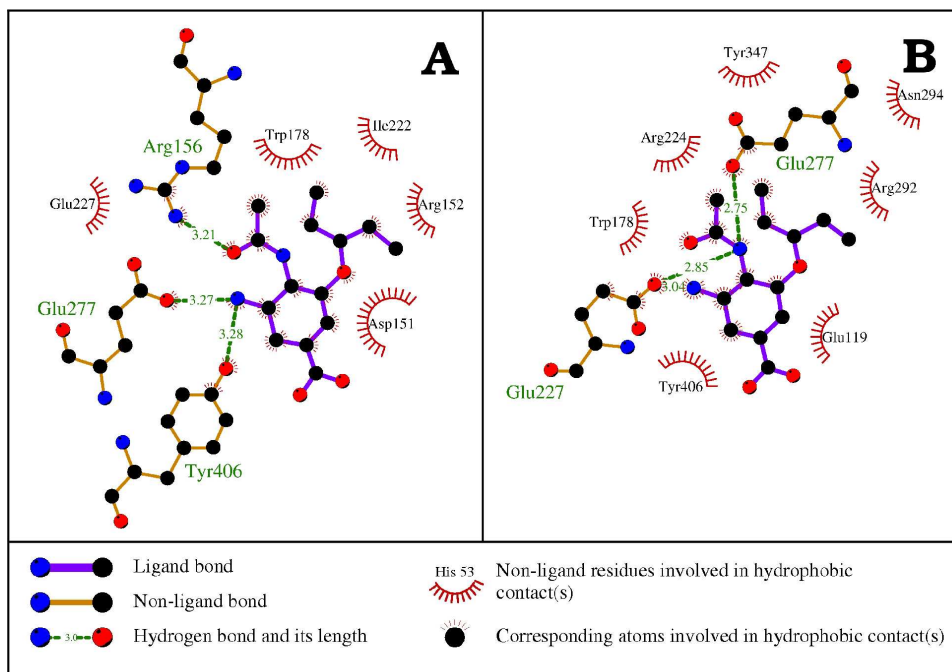 A
Arg156
Trp178
Ile222
Glu227
Arg152
3.21
Glu277
3.27
3.28
Asp151
Tyr406
B
Tyr347
Asn294
Arg224
Glu277
Arg292
2.75
Trp178
2.85
3.04
Glu119
Tyr406
Glu227
Ligand bond
Non-ligand bond
3.0
Hydrogen bond and its length
His 53
Non-ligand residues involved in hydrophobic
contact(s)
Corresponding atoms involved in hydrophobic contact(s)